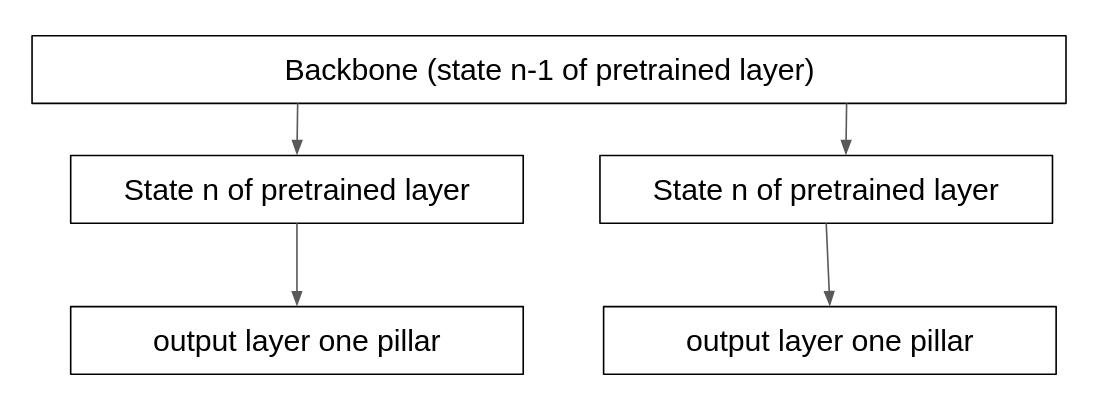 Backbone (state n-1 of pretrained layer)
State n of pretrained layer
State n of pretrained layer
output layer one pillar
output layer one pillar